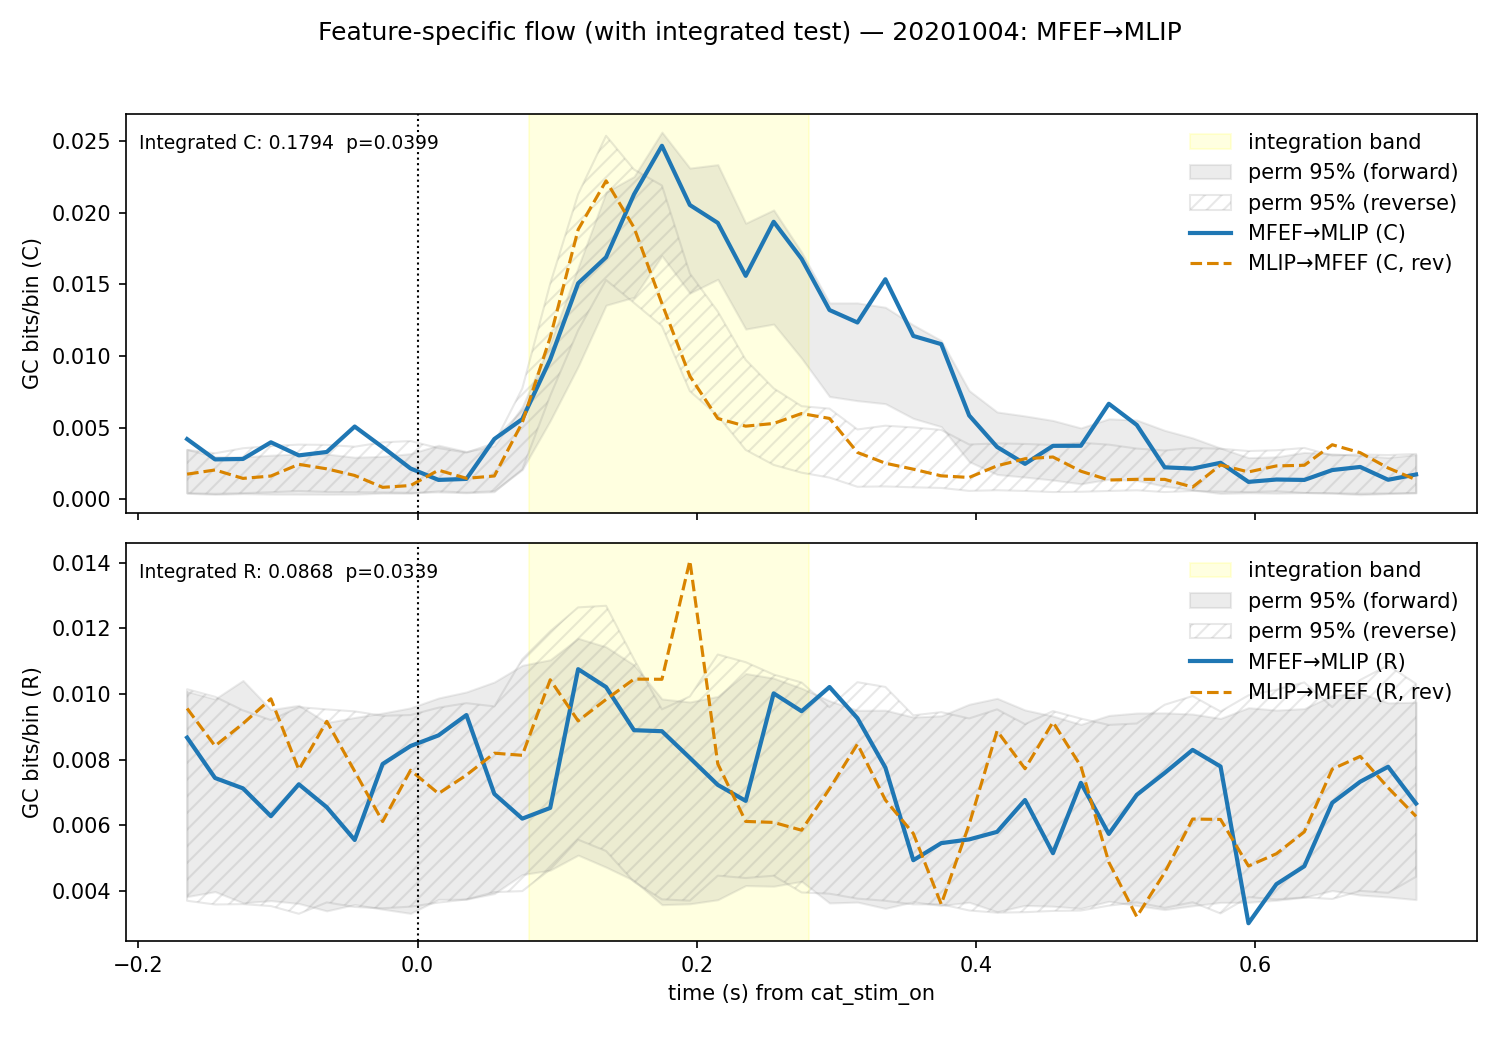 Feature-specific flow (with integrated test) — 20201004: MFEF→MLIP
Integrated C: 0.1794  p=0.0399
integration band
perm 95% (forward)
perm 95% (reverse)
MFEF→MLIP (C)
MLIP→MFEF (C, rev)
GC bits/bin (C)
0.025
0.020
0.015
0.010
0.005
0.000
Integrated R: 0.0868  p=0.0339
integration band
perm 95% (forward)
perm 95% (reverse)
MFEF→MLIP (R)
MLIP→MFEF (R, rev)
GC bits/bin (R)
0.014
0.012
0.010
0.008
0.006
0.004
−0.2
0.0
0.2
0.4
0.6
time (s) from cat_stim_on